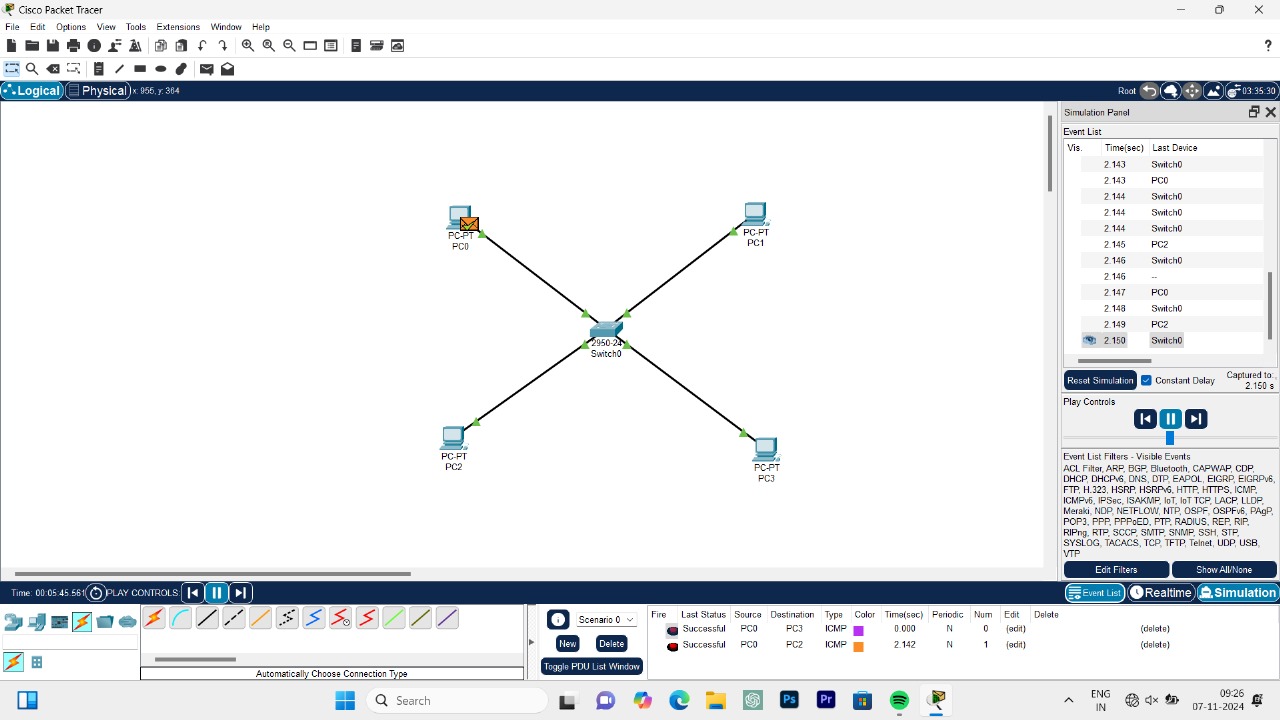 Cisco Packet Tracer
File Edit Options View Tools Extensions Window Help
?
Logical Physical x: 955, y: 364 Root 03:35:30
Simulation Panel
Event List
Vis. Time(sec) Last Device
2.143 Switch0
2.143 PC0
2.144 Switch0
2.144 Switch0
2.144 Switch0
2.145 PC2
2.146 Switch0
2.146 --
2.147 PC0
2.148 Switch0
2.149 PC2
2.150 Switch0
Reset Simulation Constant Delay Captured to:
2.150 s
Play Controls
Event List Filters - Visible Events
ACL Filter, ARP, BGP, Bluetooth, CAPWAP, CDP,
DHCP, DHCPv6, DNS, DTP, EAPOL, EIGRP, EIGRPv6,
FTP, H.323, HSRP, HSRPv6, HTTP, HTTPS, ICMP,
ICMPv6, IPSec, ISAKMP, IoT, IoT TCP, LACP, LLDP,
Meraki, NDP, NETFLOW, NTP, OSPF, OSPFv6, PAgP,
POP3, PPP, PPPoED, PTP, RADIUS, REP, RIP,
RIPng, RTP, SCCP, SMTP, SNMP, SSH, STP,
SYSLOG, TACACS, TCP, TFTP, Telnet, UDP, USB,
VTP
Edit Filters Show All/None
Event List Realtime Simulation
PC-PT
PC0
PC-PT
PC1
2950-24
Switch0
PC-PT
PC2
PC-PT
PC3
Time: 00:05:45.561 PLAY CONTROLS:
Automatically Choose Connection Type
Scenario 0
New Delete
Toggle PDU List Window
Fire Last Status Source Destination Type Color Time(sec) Periodic Num Edit Delete
Successful PC0 PC3 ICMP 0.000 N 0 (edit) (delete)
Successful PC0 PC2 ICMP 2.142 N 1 (edit) (delete)
Search
Ps
Pr
ENG
IN
09:26
07-11-2024